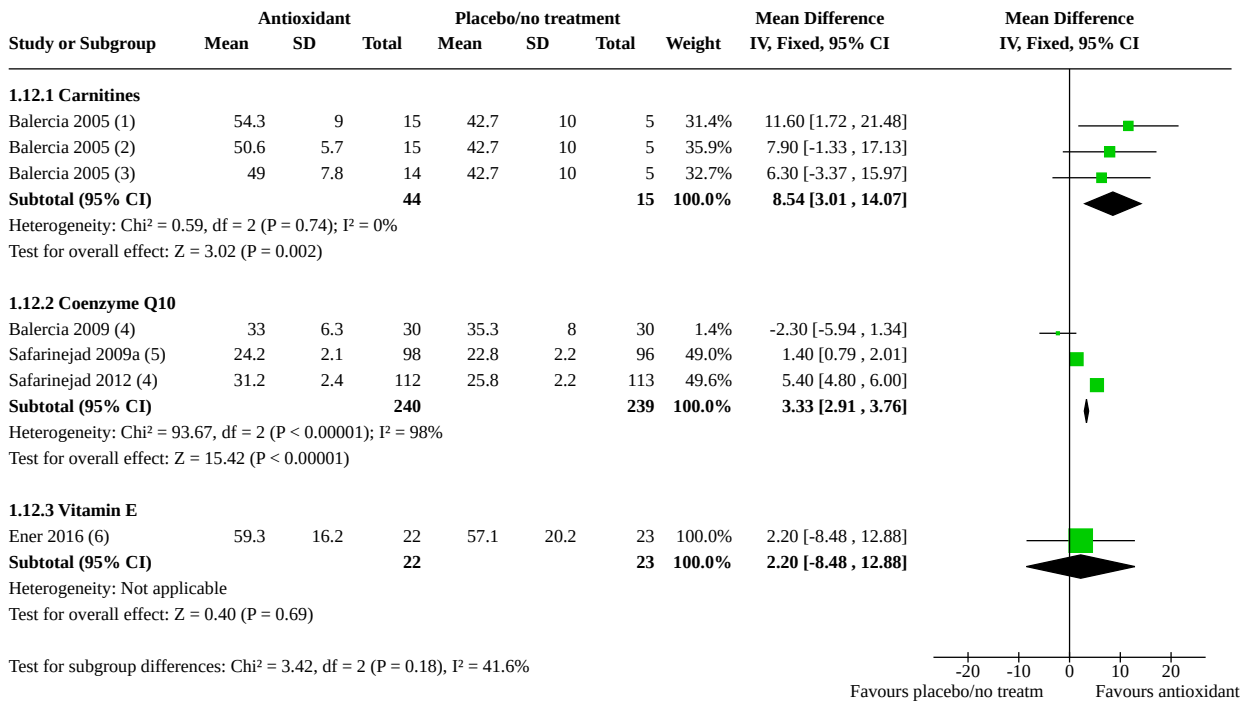 Antioxidant Placebo/no treatment Mean Difference Mean Difference
Study or Subgroup Mean SD Total Mean SD Total Weight IV, Fixed, 95% CI IV, Fixed, 95% CI
1.12.1 Carnitines
Balercia 2005 (1) 54.3 9 15 42.7 10 5 31.4% 11.60 [1.72 , 21.48]
Balercia 2005 (2) 50.6 5.7 15 42.7 10 5 35.9% 7.90 [-1.33 , 17.13]
Balercia 2005 (3) 49 7.8 14 42.7 10 5 32.7% 6.30 [-3.37 , 15.97]
Subtotal (95% CI) 44 15 100.0% 8.54 [3.01 , 14.07]
Heterogeneity: Chi² = 0.59, df = 2 (P = 0.74); I² = 0%
Test for overall effect: Z = 3.02 (P = 0.002)
1.12.2 Coenzyme Q10
Balercia 2009 (4) 33 6.3 30 35.3 8 30 1.4% -2.30 [-5.94 , 1.34]
Safarinejad 2009a (5) 24.2 2.1 98 22.8 2.2 96 49.0% 1.40 [0.79 , 2.01]
Safarinejad 2012 (4) 31.2 2.4 112 25.8 2.2 113 49.6% 5.40 [4.80 , 6.00]
Subtotal (95% CI) 240 239 100.0% 3.33 [2.91 , 3.76]
Heterogeneity: Chi² = 93.67, df = 2 (P < 0.00001); I² = 98%
Test for overall effect: Z = 15.42 (P < 0.00001)
1.12.3 Vitamin E
Ener 2016 (6) 59.3 16.2 22 57.1 20.2 23 100.0% 2.20 [-8.48 , 12.88]
Subtotal (95% CI) 22 23 100.0% 2.20 [-8.48 , 12.88]
Heterogeneity: Not applicable
Test for overall effect: Z = 0.40 (P = 0.69)
Test for subgroup differences: Chi² = 3.42, df = 2 (P = 0.18), I² = 41.6%
-20 -10 0 10 20
Favours placebo/no treatm Favours antioxidant